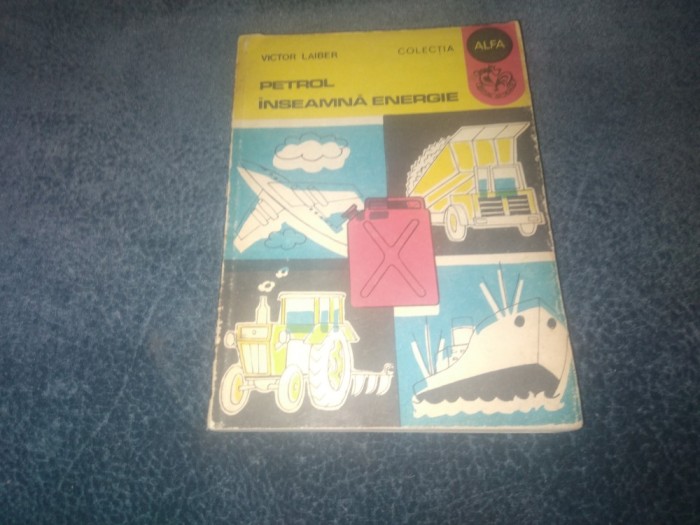 VICTOR LAIBER
COLECȚIA
ALFA
PETROL
ÎNSEAMNĂ ENERGIE